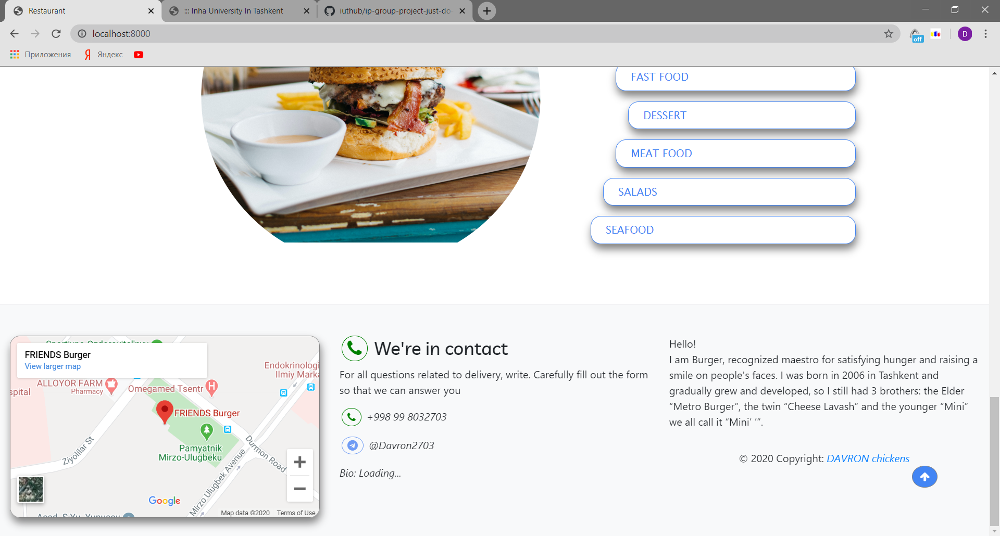 Restaurant
::: Inha University In Tashkent
iuthub/ip-group-project-just-do-
localhost:8000
off
D
Приложения
Я Яндекс
FAST FOOD
DESSERT
MEAT FOOD
SALADS
SEAFOOD
FRIENDS Burger
View larger map
ALLOYOR FARM
Pharmacy
spital
Omegamed Tsentr
H
Endokrinologi
Ilmiy Marka
FRIENDS Burger
Pamyatnik
Mirzo-Ulugbeku
Ziyolilar St
Durmon Road
Mirzo Ulugbek Avenue
Google
Map data ©2020 Terms of Use
We're in contact
For all questions related to delivery, write. Carefully fill out the form
so that we can answer you
+998 99 8032703
@Davron2703
Bio: Loading...
Hello!
I am Burger, recognized maestro for satisfying hunger and raising a
smile on people's faces. I was born in 2006 in Tashkent and
gradually grew and developed, so I still had 3 brothers: the Elder
“Metro Burger”, the twin “Cheese Lavash“ and the younger “Mini“
we all call it “Mini’ ’”.
© 2020 Copyright: DAVRON chickens